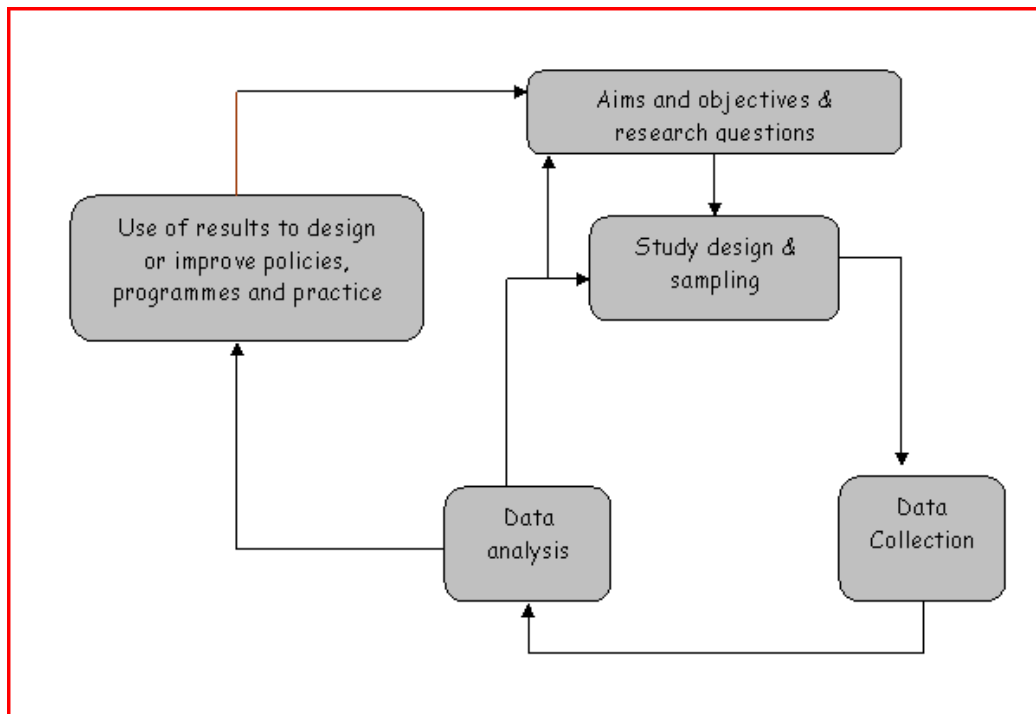 Aims and objectives &
research questions
Use of results to design
or improve policies,
programmes and practice
Study design &
sampling
Data
analysis
Data
Collection